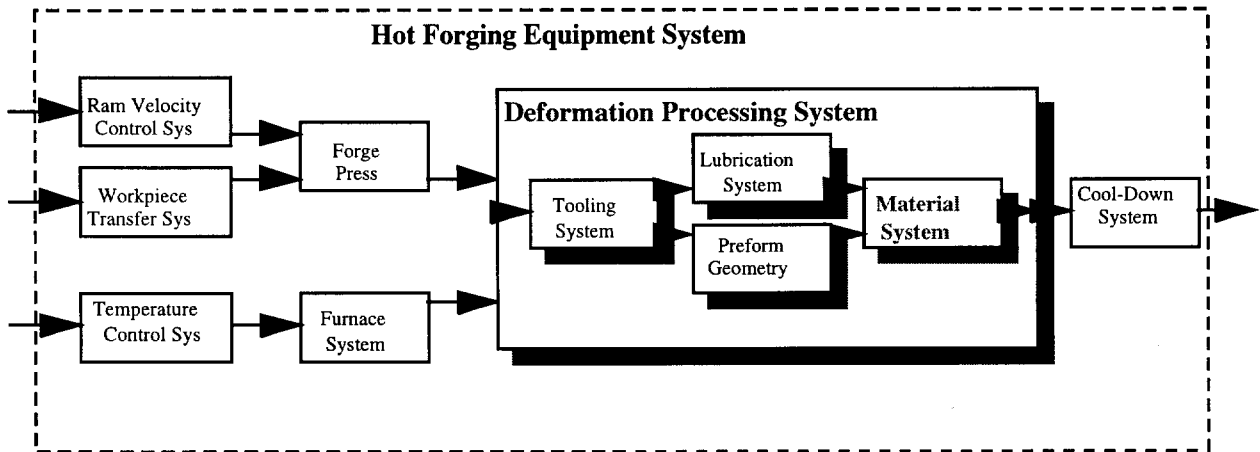 Hot Forging Equipment System
Ram Velocity
Control Sys
Forge
Press
Workpiece
Transfer Sys
Temperature
Control Sys
Furnace
System
Deformation Processing System
Tooling
System
Lubrication
System
Preform
Geometry
Material
System
Cool-Down
System